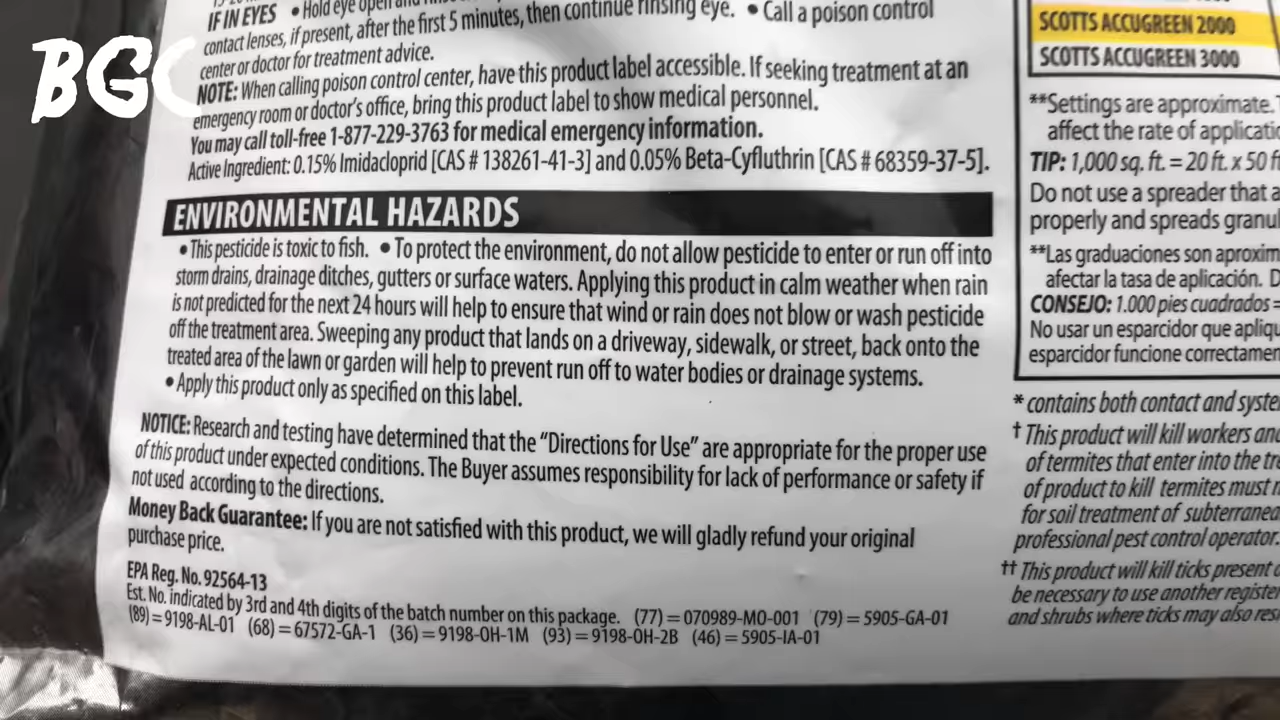 BGC
IF IN EYES • Hold eye open and
contact lenses, if present, after the first 5 minutes, then continue rinsing eye. • Call a poison control
center or doctor for treatment advice.
NOTE: When calling poison control center, have this product label accessible. If seeking treatment at an
emergency room or doctor's office, bring this product label to show medical personnel.
You may call toll-free 1-877-229-3763 for medical emergency information.
Active Ingredient: 0.15% Imidacloprid [CAS # 138261-41-3] and 0.05% Beta-Cyfluthrin [CAS # 68359-37-5].
ENVIRONMENTAL HAZARDS
• This pesticide is toxic to fish. • To protect the environment, do not allow pesticide to enter or run off into
storm drains, drainage ditches, gutters or surface waters. Applying this product in calm weather when rain
is not predicted for the next 24 hours will help to ensure that wind or rain does not blow or wash pesticide
off the treatment area. Sweeping any product that lands on a driveway, sidewalk, or street, back onto the
treated area of the lawn or garden will help to prevent run off to water bodies or drainage systems.
• Apply this product only as specified on this label.
NOTICE: Research and testing have determined that the "Directions for Use" are appropriate for the proper use
of this product under expected conditions. The Buyer assumes responsibility for lack of performance or safety if
not used according to the directions.
Money Back Guarantee: If you are not satisfied with this product, we will gladly refund your original
purchase price.
EPA Reg. No. 92564-13
Est. No. indicated by 3rd and 4th digits of the batch number on this package. (77) = 070989-MO-001 (79) = 5905-GA-01
(89) = 9198-AL-01 (68) = 67572-GA-1 (36) = 9198-OH-1M (93) = 9198-OH-2B (46) = 5905-IA-01
SCOTTS ACCUGREEN 2000
SCOTTS ACCUGREEN 3000
**Settings are approximate.
affect the rate of applicatio
TIP: 1,000 sq. ft. = 20 ft. x 50 f
Do not use a spreader that a
properly and spreads granul
**Las graduaciones son aproxim
afectar la tasa de aplicación. D
CONSEJO: 1.000 pies cuadrados =
No usar un esparcidor que apliqu
esparcidor funcione correctamen
* contains both contact and syste
† This product will kill workers and
of termites that enter into the tre
of product to kill termites must n
for soil treatment of subterranea
professional pest control operator.
†† This product will kill ticks present o
be necessary to use another register
and shrubs where ticks may also resi